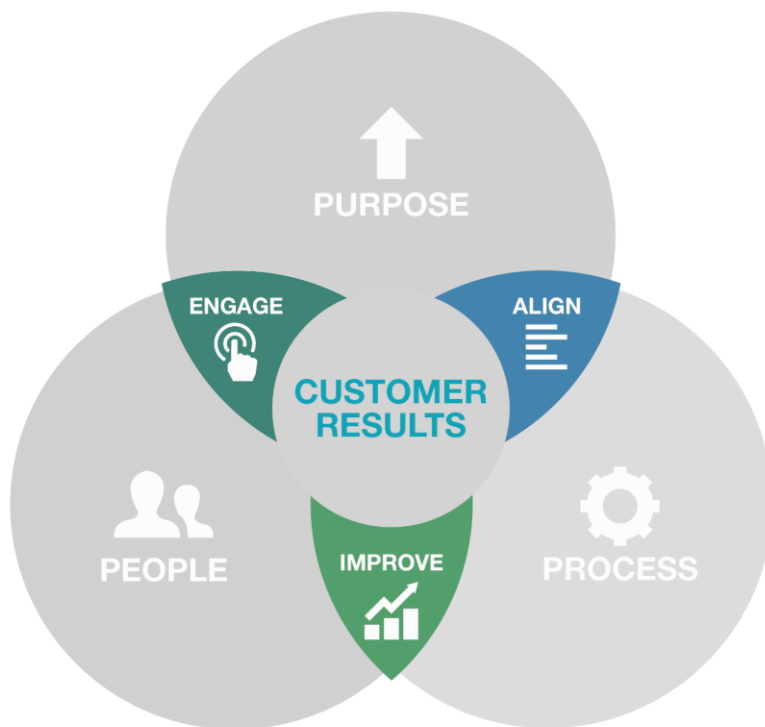 PURPOSE
ENGAGE
ALIGN
CUSTOMER
RESULTS
PEOPLE
IMPROVE
PROCESS